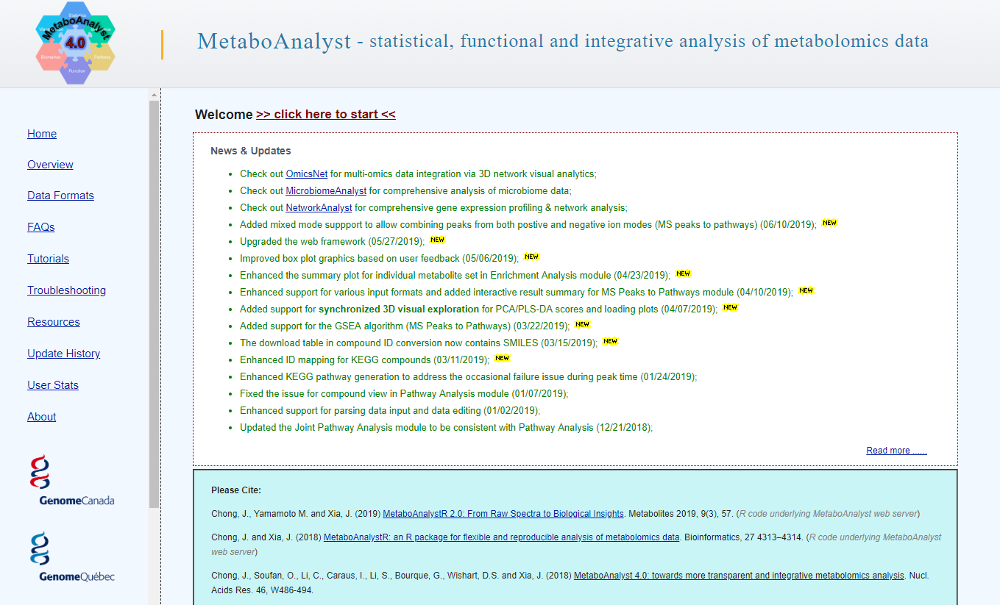 Statistics
MetaboAnalyst
4.0
Biomarker
Pathway
Function
MetaboAnalyst - statistical, functional and integrative analysis of metabolomics data
Home
Overview
Data Formats
FAQs
Tutorials
Troubleshooting
Resources
Update History
User Stats
About
GenomeCanada
GenomeQuébec
Welcome >> click here to start <<
News & Updates
Check out OmicsNet for multi-omics data integration via 3D network visual analytics;
Check out MicrobiomeAnalyst for comprehensive analysis of microbiome data;
Check out NetworkAnalyst for comprehensive gene expression profiling & network analysis;
Added mixed mode suppport to allow combining peaks from both postive and negative ion modes (MS peaks to pathways) (06/10/2019); NEW
Upgraded the web framework (05/27/2019); NEW
Improved box plot graphics based on user feedback (05/06/2019); NEW
Enhanced the summary plot for individual metabolite set in Enrichment Analysis module (04/23/2019); NEW
Enhanced support for various input formats and added interactive result summary for MS Peaks to Pathways module (04/10/2019); NEW
Added support for synchronized 3D visual exploration for PCA/PLS-DA scores and loading plots (04/07/2019); NEW
Added support for the GSEA algorithm (MS Peaks to Pathways) (03/22/2019); NEW
The download table in compound ID conversion now contains SMILES (03/15/2019); NEW
Enhanced ID mapping for KEGG compounds (03/11/2019); NEW
Enhanced KEGG pathway generation to address the occasional failure issue during peak time (01/24/2019);
Fixed the issue for compound view in Pathway Analysis module (01/07/2019);
Enhanced support for parsing data input and data editing (01/02/2019);
Updated the Joint Pathway Analysis module to be consistent with Pathway Analysis (12/21/2018);
Read more ......
Please Cite:
Chong, J., Yamamoto M. and Xia, J. (2019) MetaboAnalystR 2.0: From Raw Spectra to Biological Insights. Metabolites 2019, 9(3), 57. (R code underlying MetaboAnalyst web server)
Chong, J. and Xia, J. (2018) MetaboAnalystR: an R package for flexible and reproducible analysis of metabolomics data. Bioinformatics, 27 4313–4314. (R code underlying MetaboAnalyst
web server)
Chong, J., Soufan, O., Li, C., Caraus, I., Li, S., Bourque, G., Wishart, D.S. and Xia, J. (2018) MetaboAnalyst 4.0: towards more transparent and integrative metabolomics analysis. Nucl.
Acids Res. 46, W486-494.